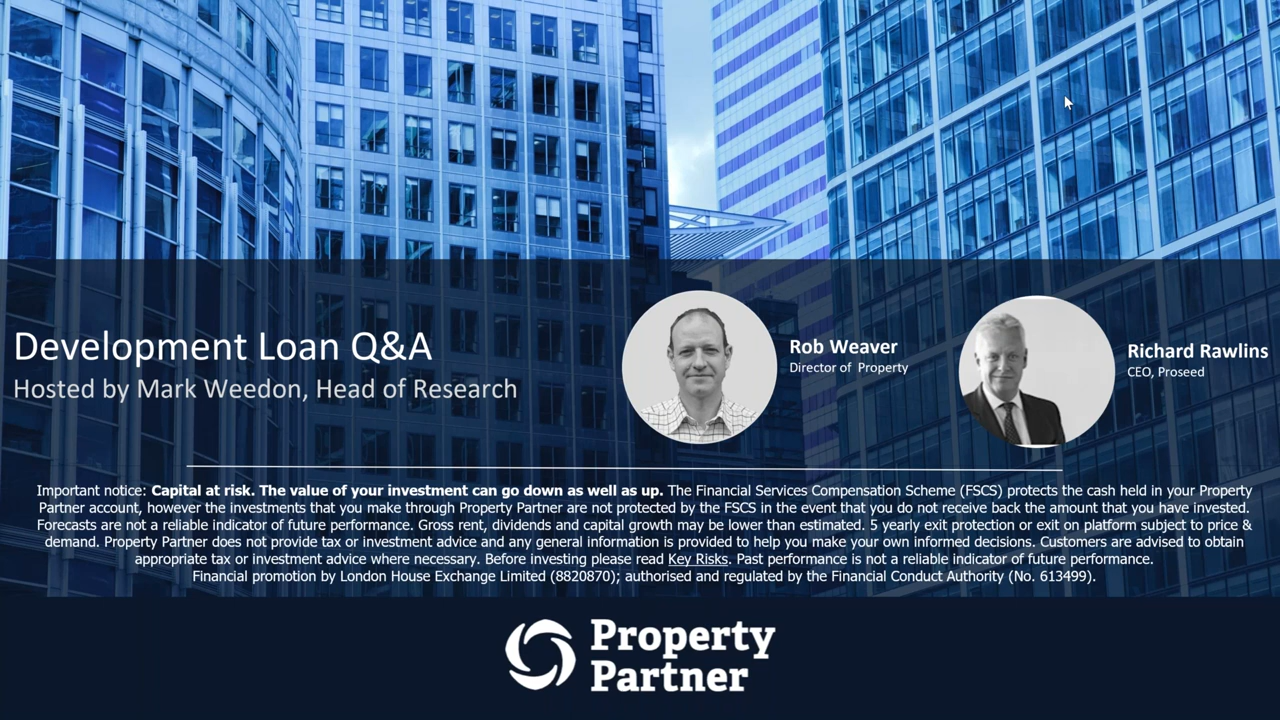 Development Loan Q&A
Hosted by Mark Weedon, Head of Research
Rob Weaver
Director of Property
Richard Rawlins
CEO, Proseed
Important notice: Capital at risk. The value of your investment can go down as well as up. The Financial Services Compensation Scheme (FSCS) protects the cash held in your Property
Partner account, however the investments that you make through Property Partner are not protected by the FSCS in the event that you do not receive back the amount that you have invested.
Forecasts are not a reliable indicator of future performance. Gross rent, dividends and capital growth may be lower than estimated. 5 yearly exit protection or exit on platform subject to price &
demand. Property Partner does not provide tax or investment advice and any general information is provided to help you make your own informed decisions. Customers are advised to obtain
appropriate tax or investment advice where necessary. Before investing please read Key Risks. Past performance is not a reliable indicator of future performance.
Financial promotion by London House Exchange Limited (8820870); authorised and regulated by the Financial Conduct Authority (No. 613499).
Property
Partner